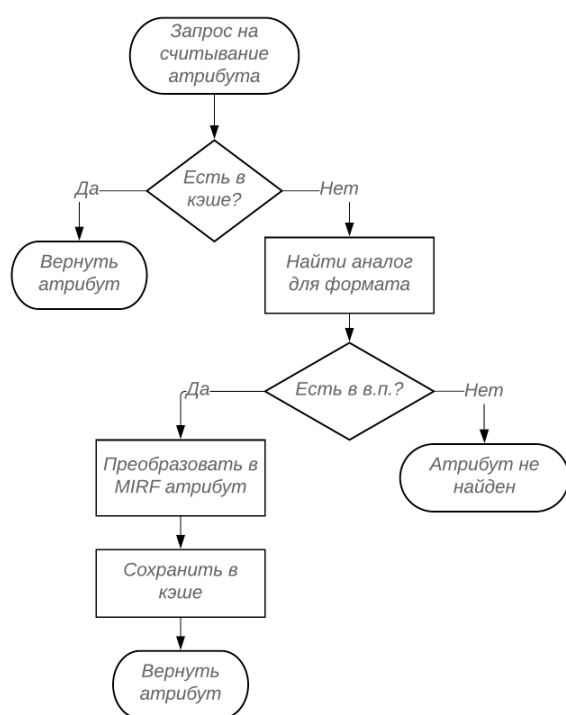 Запрос на
считывание
атрибута
Есть в
кэше?
Да
Нет
Вернуть
атрибут
Найти аналог
для формата
Есть в в.п.?
Да
Нет
Преобразовать в
MIRF атрибут
Атрибут не
найден
Сохранить в
кэше
Вернуть
атрибут